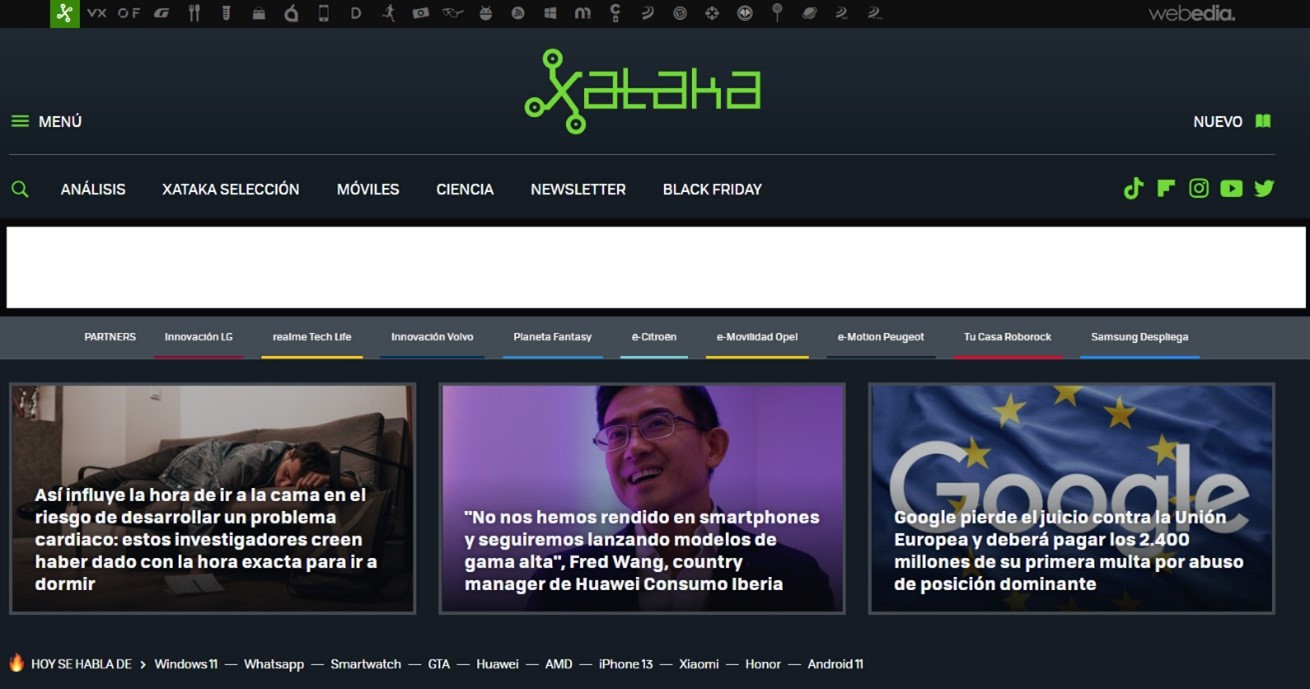 VX OF G D m webedia.
xataka
MENÚ
NUEVO
ANÁLISIS XATAKA SELECCIÓN MÓVILES CIENCIA NEWSLETTER BLACK FRIDAY
PARTNERS Innovación LG realme Tech Life Innovación Volvo Planeta Fantasy e-Citroën e-Movilidad Opel e-Motion Peugeot Tu Casa Roborock Samsung Despliega
Así influye la hora de ir a la cama en el
riesgo de desarrollar un problema
cardiaco: estos investigadores creen
haber dado con la hora exacta para ir a
dormir
"No nos hemos rendido en smartphones
y seguiremos lanzando modelos de
gama alta", Fred Wang, country
manager de Huawei Consumo Iberia
Google
Google pierde el juicio contra la Unión
Europea y deberá pagar los 2.400
millones de su primera multa por abuso
de posición dominante
HOY SE HABLA DE > Windows 11 — Whatsapp — Smartwatch — GTA — Huawei — AMD — iPhone 13 — Xiaomi — Honor — Android 11